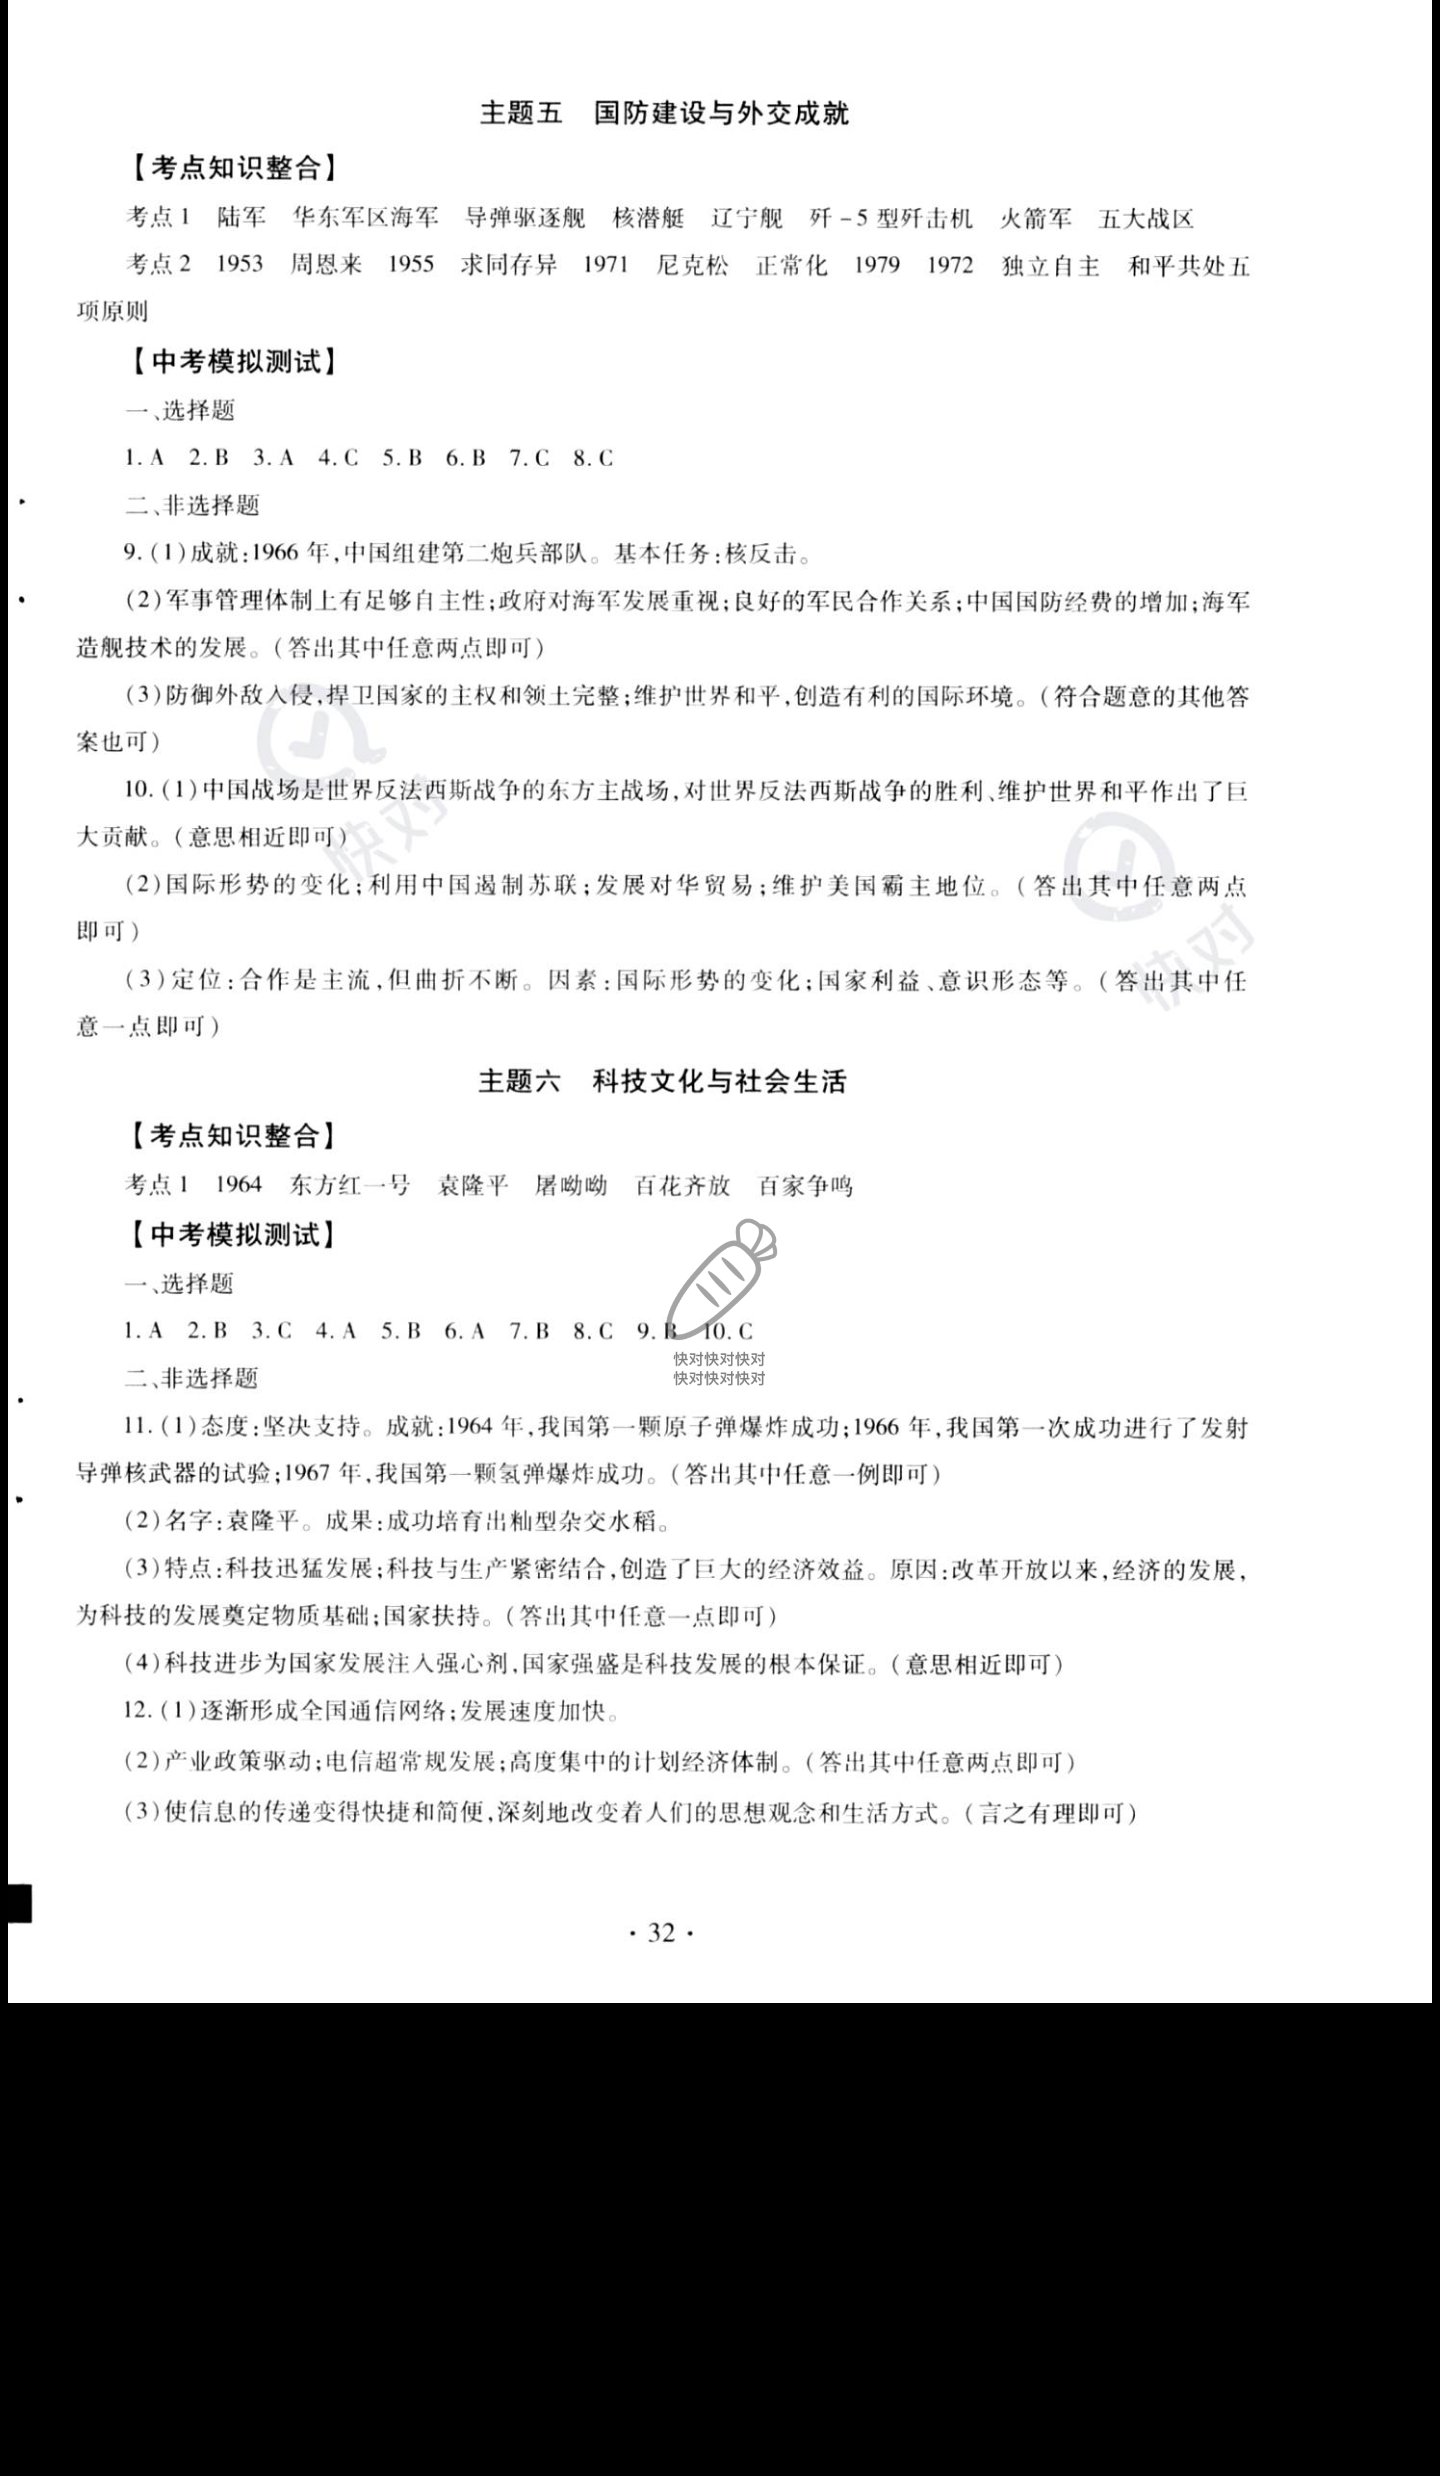 主题五 国防建设与外交成就
【考点知识整合】
考点1 陆军 华东军区海军 导弹驱逐舰 核潜艇 辽宁舰 歼-5型歼击机 火箭军 五大战区
考点2 1953 周恩来 1955 求同存异 1971 尼克松 正常化 1979 1972 独立自主 和平共处五
项原则
【中考模拟测试】
一、选择题
1. A 2. B 3. A 4. C 5. B 6. B 7. C 8. C
二、非选择题
9. (1)成就:1966年,中国组建第二炮兵部队。基本任务:核反击。
(2)军事管理体制上有足够自主性;政府对海军发展重视;良好的军民合作关系;中国国防经费的增加;海军
造舰技术的发展。(答出其中任意两点即可)
(3)防御外敌入侵,捍卫国家的主权和领土完整;维护世界和平,创造有利的国际环境。(符合题意的其他答
案也可)
10. (1)中国战场是世界反法西斯战争的东方主战场,对世界反法西斯战争的胜利、维护世界和平作出了巨
大贡献。(意思相近即可)
(2)国际形势的变化;利用中国遏制苏联;发展对华贸易;维护美国霸主地位。(答出其中任意两点
即可)
(3)定位:合作是主流,但曲折不断。因素:国际形势的变化;国家利益、意识形态等。(答出其中任
意一点即可)
快对
快对
主题六 科技文化与社会生活
【考点知识整合】
考点1 1964 东方红一号 袁隆平 屠呦呦 百花齐放 百家争鸣
【中考模拟测试】
一、选择题
1. A 2. B 3. C 4. A 5. B 6. A 7. B 8. C 9. B 10. C
快对快对快对
快对快对快对
二、非选择题
11. (1)态度:坚决支持。成就:1964年,我国第一颗原子弹爆炸成功;1966年,我国第一次成功进行了发射
导弹核武器的试验;1967年,我国第一颗氢弹爆炸成功。(答出其中任意一例即可)
(2)名字:袁隆平。成果:成功培育出籼型杂交水稻。
(3)特点:科技迅猛发展;科技与生产紧密结合,创造了巨大的经济效益。原因:改革开放以来,经济的发展,
为科技的发展奠定物质基础;国家扶持。(答出其中任意一点即可)
(4)科技进步为国家发展注入强心剂,国家强盛是科技发展的根本保证。(意思相近即可)
12. (1)逐渐形成全国通信网络;发展速度加快。
(2)产业政策驱动;电信超常规发展;高度集中的计划经济体制。(答出其中任意两点即可)
(3)使信息的传递变得快捷和简便,深刻地改变着人们的思想观念和生活方式。(言之有理即可)
· 32 ·